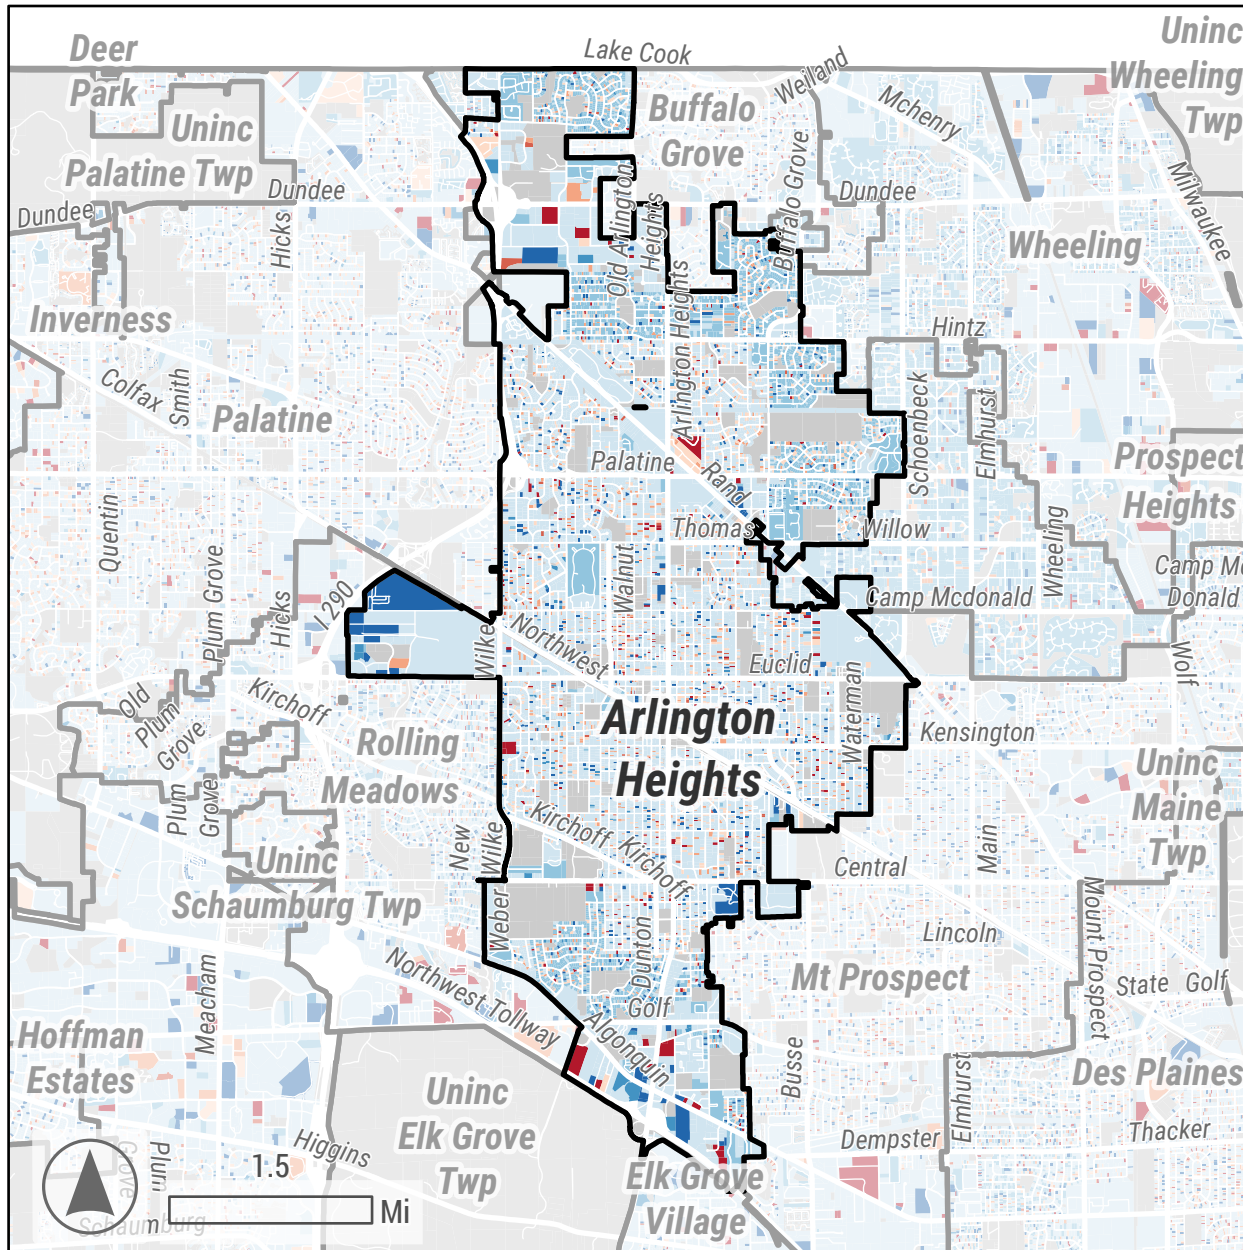 Deer
Park
Lake Cook
Uninc
Wheeling
Twp
Weiland
Mchenry
Buffalo
Grove
Uninc
Palatine Twp
Dundee
Dundee
Hicks
Old Arlington
Heights
Buffalo Grove
Dundee
Milwaukee
Wheeling
Arlington Heights
Inverness
Hintz
Colfax
Smith
Palatine
Elmhurst
Schoenbeck
Palatine
Rand
Prospect
Heights
Quentin
Thomas
Willow
Wheeling
Walnut
Camp Mc
Donald
Camp Mcdonald
I 290
Hicks
Plum Grove
Wilke
Northwest
Euclid
Wolf
Old
Plum
Grove
Kirchoff
Waterman
Arlington
Heights
Kensington
Rolling
Meadows
Uninc
Maine
Twp
Plum
Grove
New
Wilke
Kirchoff
Kirchoff
Central
Main
Uninc
Schaumburg Twp
Weber
Dunton
Lincoln
Mount Prospect
Mt Prospect
State
Golf
Meacham
Northwest Tollway
Golf
Algonquin
Hoffman
Estates
Busse
Elmhurst
Des Plaines
Uninc
Elk Grove
Twp
Higgins
Dempster
Thacker
Plum
Grove
1.5
Mi
Elk Grove
Village
Schaumburg